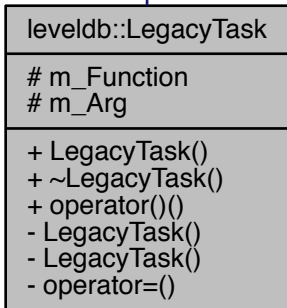 leveldb::LegacyTask
# m_Function
# m_Arg
+ LegacyTask()
+ ~LegacyTask()
+ operator()()
- LegacyTask()
- LegacyTask()
- operator=()